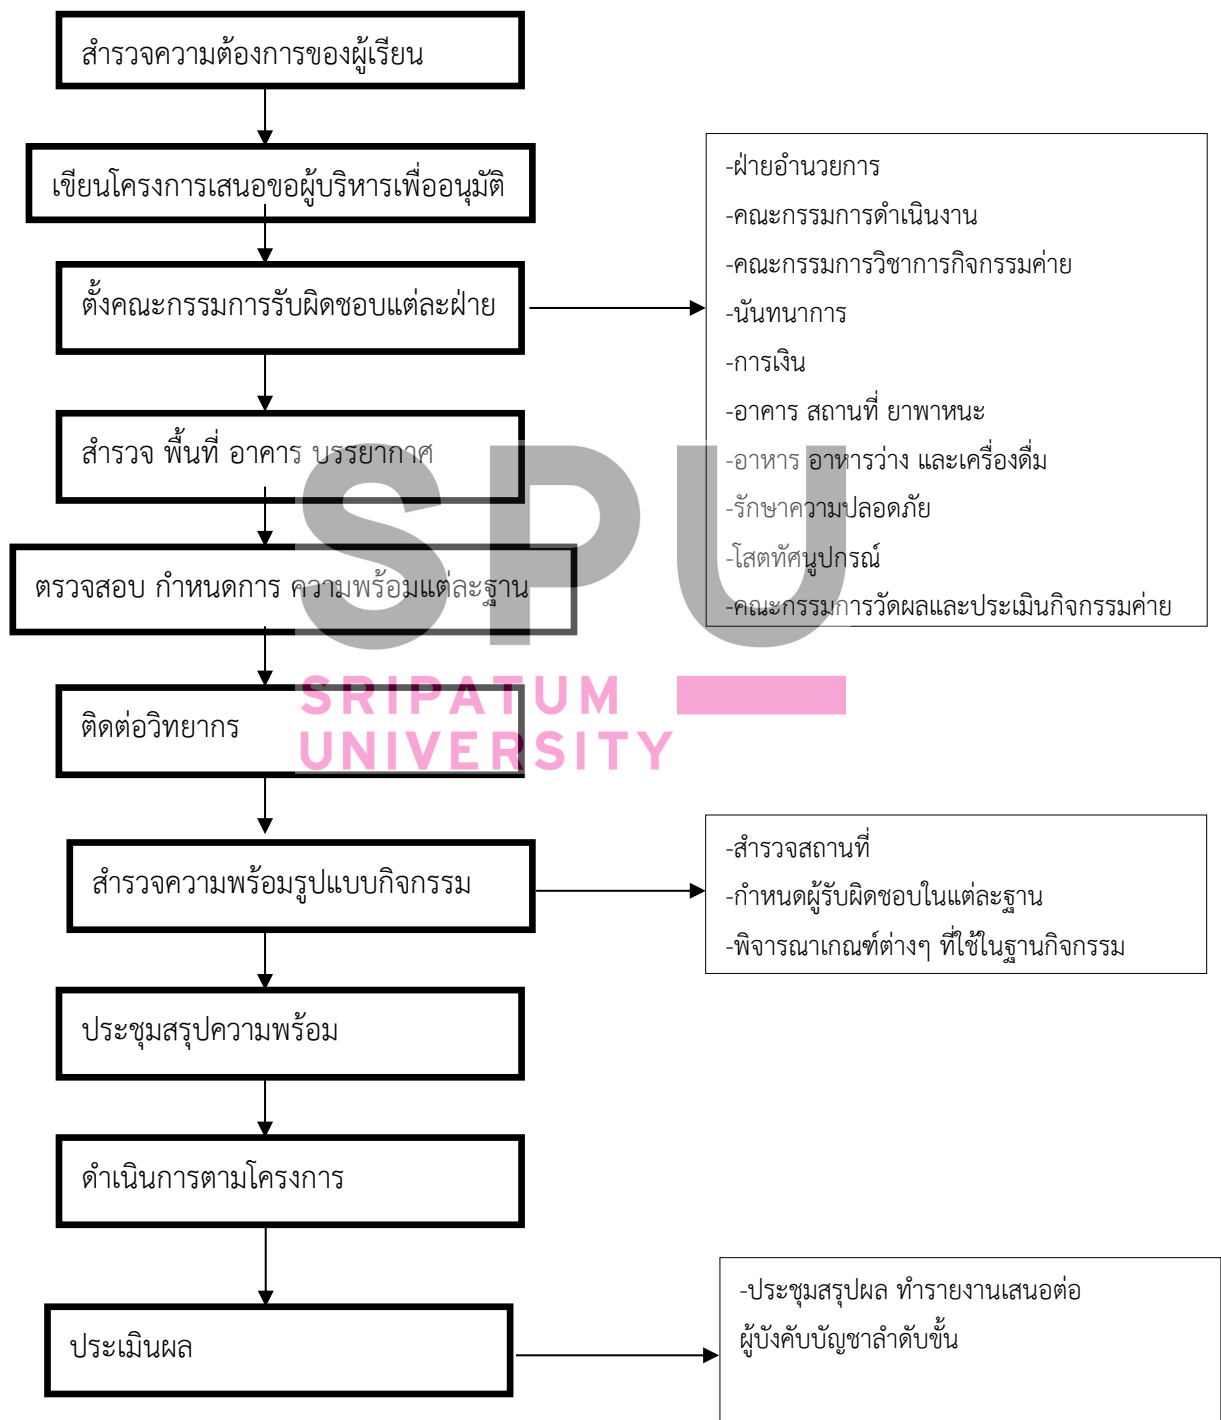 สำรวจความต้องการของผู้เรียน
เขียนโครงการเสนอขอผู้บริหารเพื่ออนุมัติ
ตั้งคณะกรรมการรับผิดชอบแต่ละฝ่าย
-ฝ่ายอำนวยการ
-คณะกรรมการดำเนินงาน
-คณะกรรมการวิชาการกิจกรรมค่าย
-นันทนาการ
-การเงิน
-อาคาร สถานที่ ยาพาหนะ
-อาหาร อาหารว่าง และเครื่องดื่ม
-รักษาความปลอดภัย
-โสตทัศนูปกรณ์
-คณะกรรมการวัดผลและประเมินกิจกรรมค่าย
สำรวจ พื้นที่ อาคาร บรรยากาศ
ตรวจสอบ กำหนดการ ความพร้อมแต่ละฐาน
SPU
SRIPATUM
UNIVERSITY
ติดต่อวิทยากร
สำรวจความพร้อมรูปแบบกิจกรรม
-สำรวจสถานที่
-กำหนดผู้รับผิดชอบในแต่ละฐาน
-พิจารณาเกณฑ์ต่างๆ ที่ใช้ในฐานกิจกรรม
ประชุมสรุปความพร้อม
ดำเนินการตามโครงการ
ประเมินผล
-ประชุมสรุปผล ทำรายงานเสนอต่อ
ผู้บังคับบัญชาลำดับขั้น